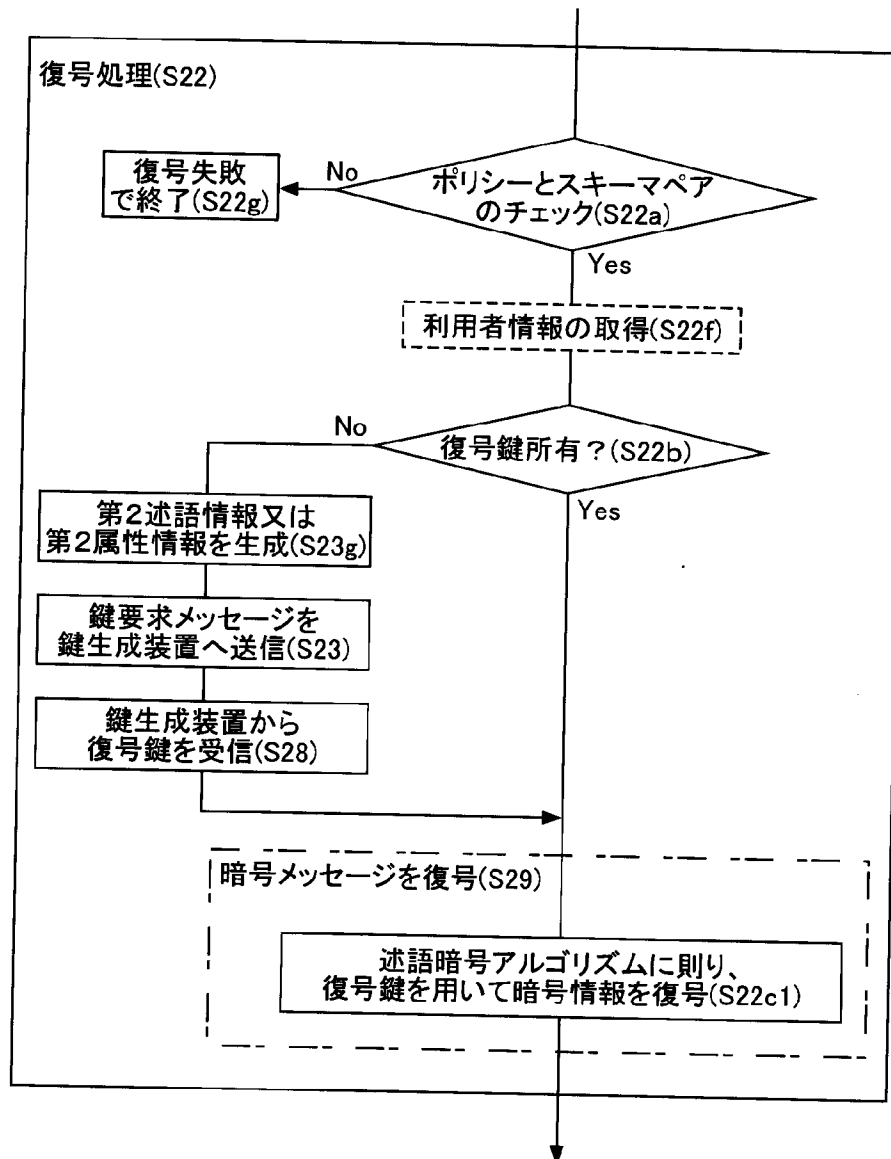 復号処理(S22)
No
復号失敗
で終了(S22g)
ポリシーとスキーマペア
のチェック(S22a)
Yes
利用者情報の取得(S22f)
No
復号鍵所有？(S22b)
Yes
第2述語情報又は
第2属性情報を生成(S23g)
鍵要求メッセージを
鍵生成装置へ送信(S23)
鍵生成装置から
復号鍵を受信(S28)
暗号メッセージを復号(S29)
述語暗号アルゴリズムに則り、
復号鍵を用いて暗号情報を復号(S22c1)